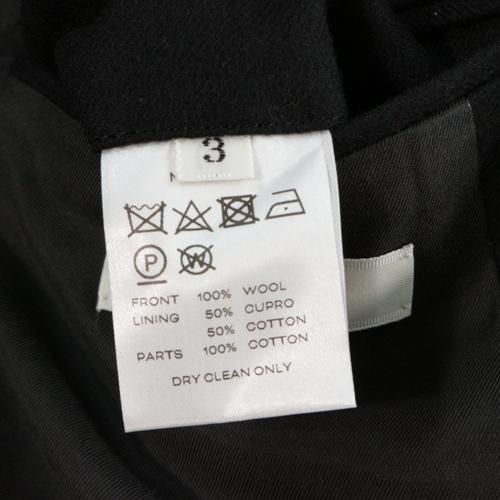 3
P W
FRONT 100% WOOL
LINING 50% CUPRO
50% COTTON
PARTS 100% COTTON
DRY CLEAN ONLY